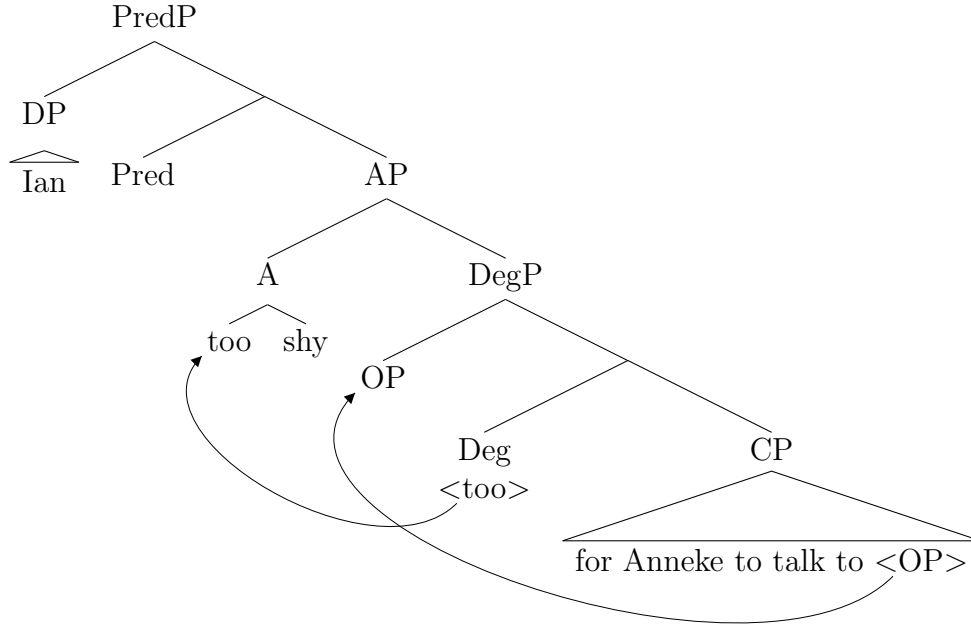 PredP
DP
Ian
Pred
AP
A
DegP
too shy
OP
Deg
CP
<too>
for Anneke to talk to <OP>